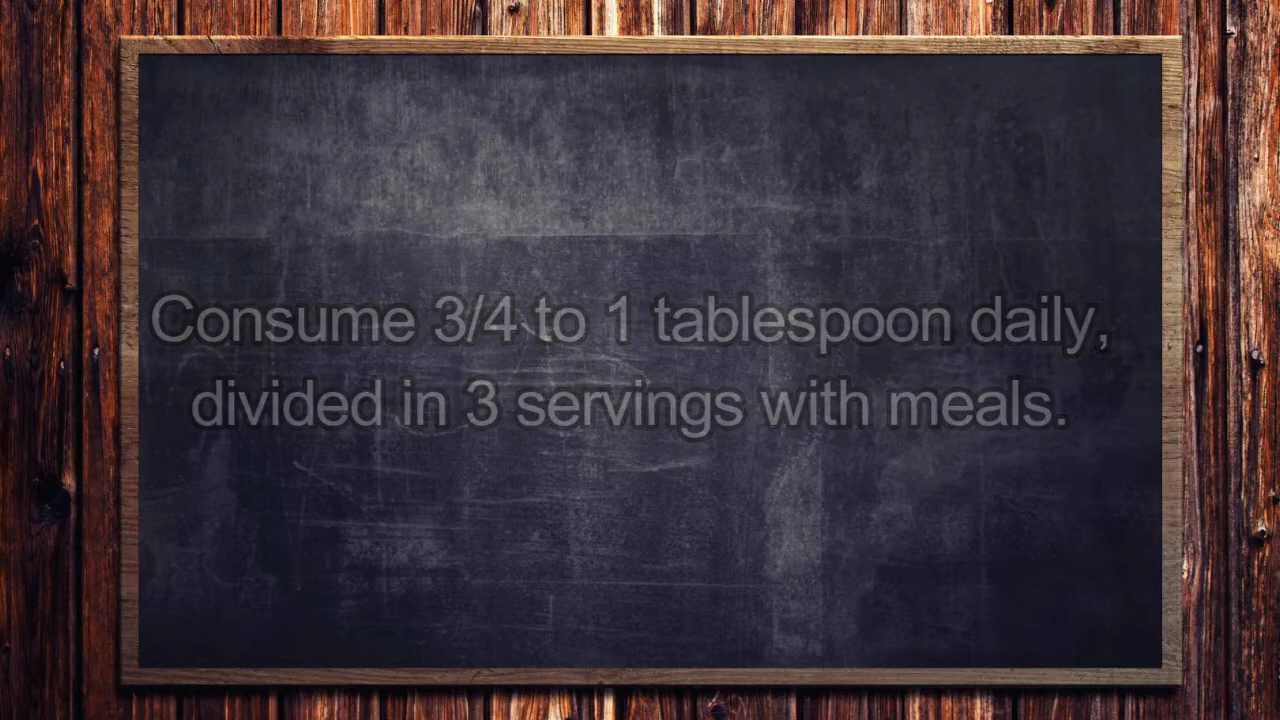 Consume 3/4 to 1 tablespoon daily,
divided in 3 servings with meals.